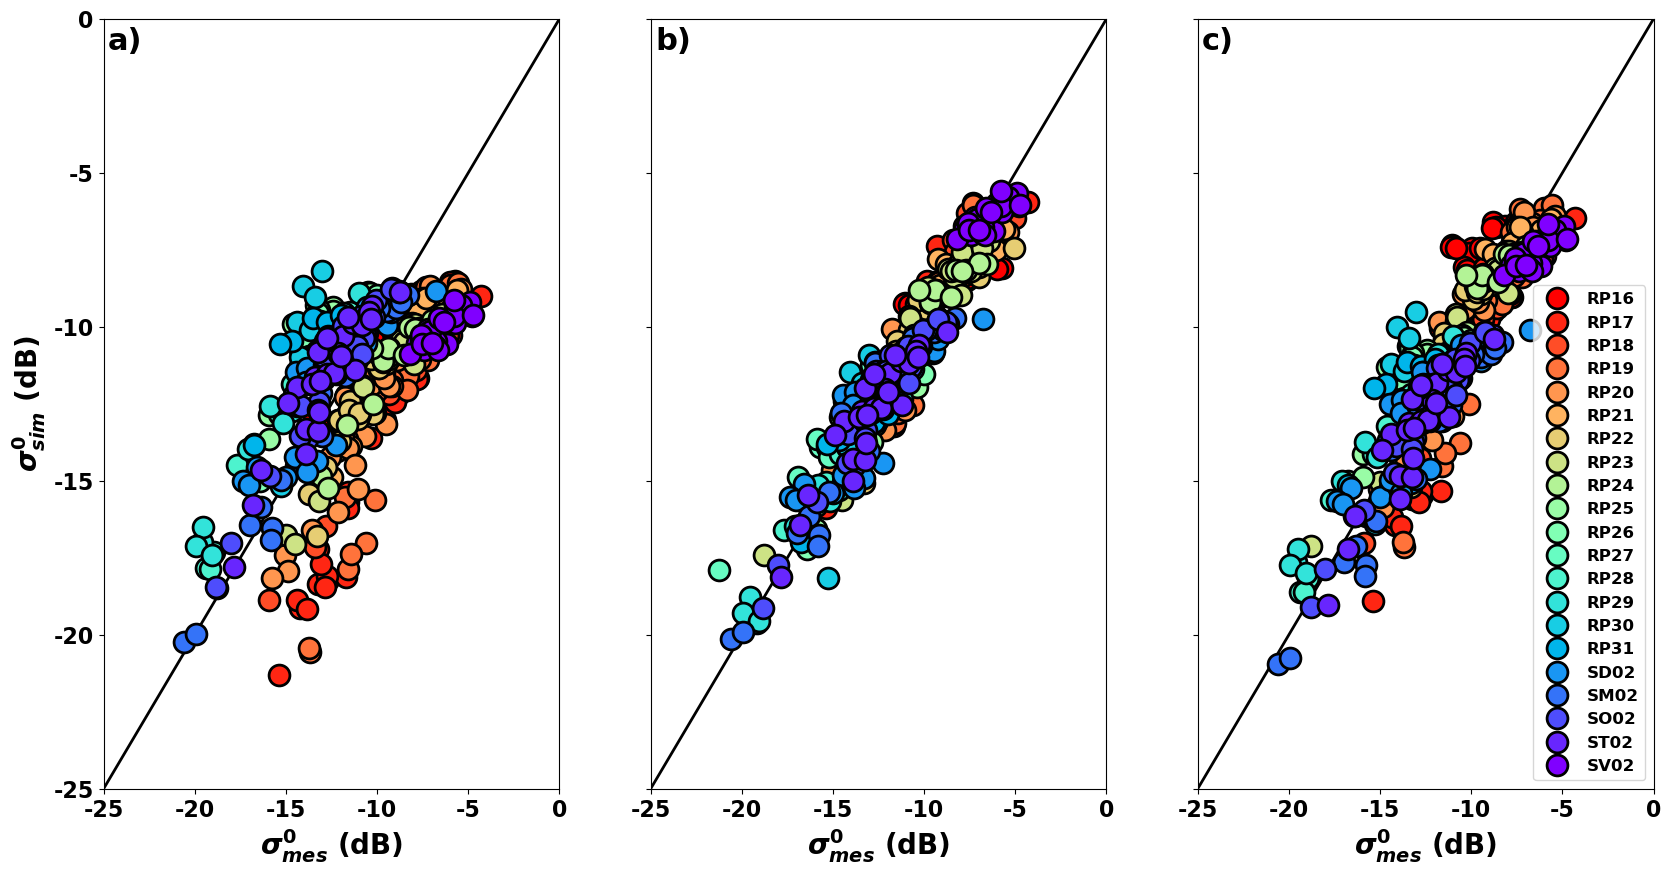 a)
b)
c)
0
-5
-10
-15
-20
-25
σ⁰sim (dB)
-25 -20 -15 -10 -5 0
-25 -20 -15 -10 -5 0
-25 -20 -15 -10 -5 0
σ⁰mes (dB)
σ⁰mes (dB)
σ⁰mes (dB)
RP16
RP17
RP18
RP19
RP20
RP21
RP22
RP23
RP24
RP25
RP26
RP27
RP28
RP29
RP30
RP31
SD02
SM02
SO02
ST02
SV02